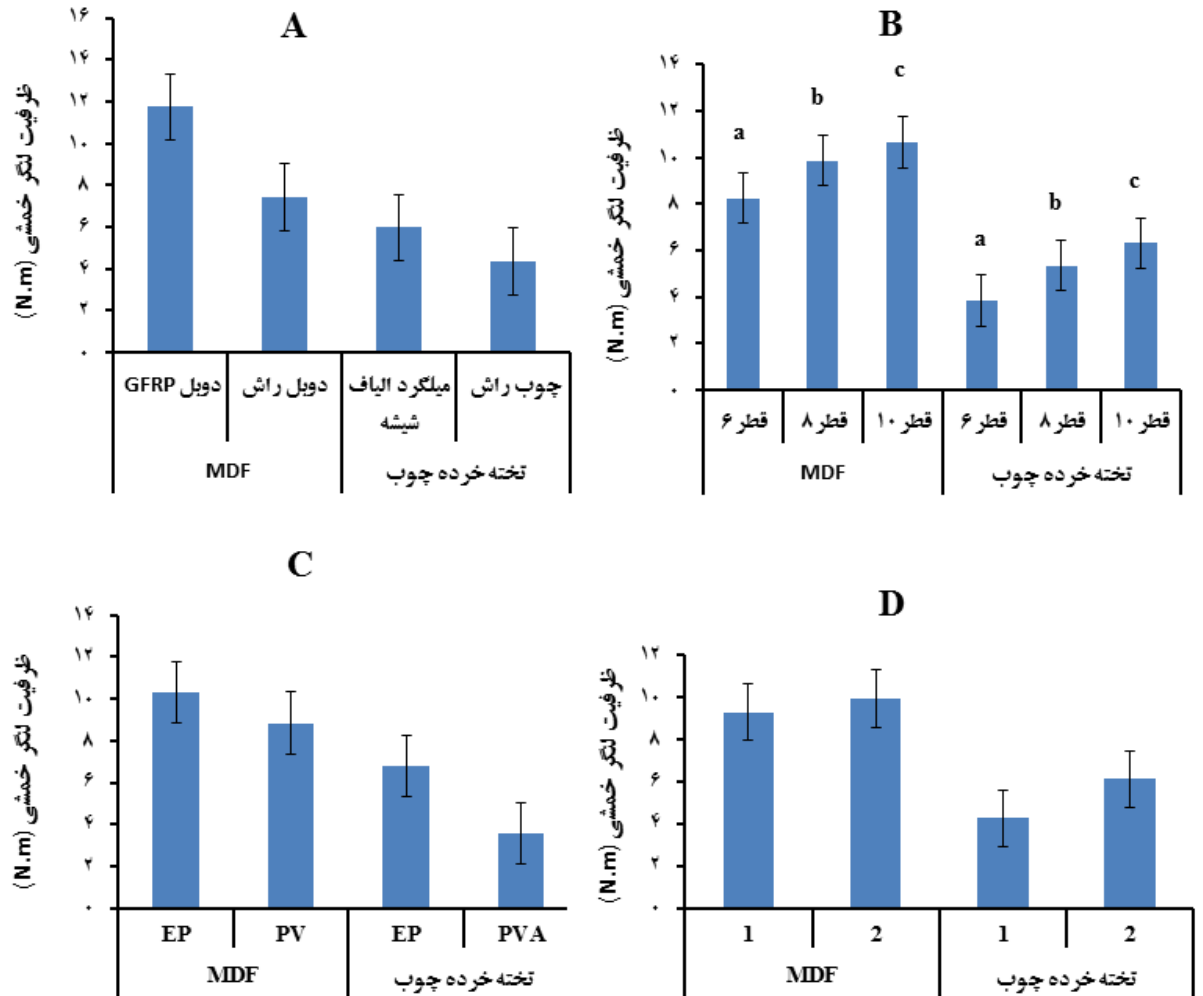 A
ظرفیت لنگر خمشی (N.m)
۱۶
۱۴
۱۲
۱۰
۸
۶
۴
۲
۰
دوبل GFRP
دوبل راش
میلگرد الیاف
شیشه
چوب راش
MDF
تخته خرده چوب
B
ظرفیت لنگر خمشی (N.m)
۱۴
۱۲
۱۰
۸
۶
۴
۲
۰
a
b
c
a
b
c
قطر ۶
قطر ۸
قطر ۱۰
قطر ۶
قطر ۸
قطر ۱۰
MDF
تخته خرده چوب
C
ظرفیت لنگر خمشی (N.m)
۱۴
۱۲
۱۰
۸
۶
۴
۲
۰
EP
PV
EP
PVA
MDF
تخته خرده چوب
D
ظرفیت لنگر خمشی (N.m)
۱۲
۱۰
۸
۶
۴
۲
۰
1
2
1
2
MDF
تخته خرده چوب